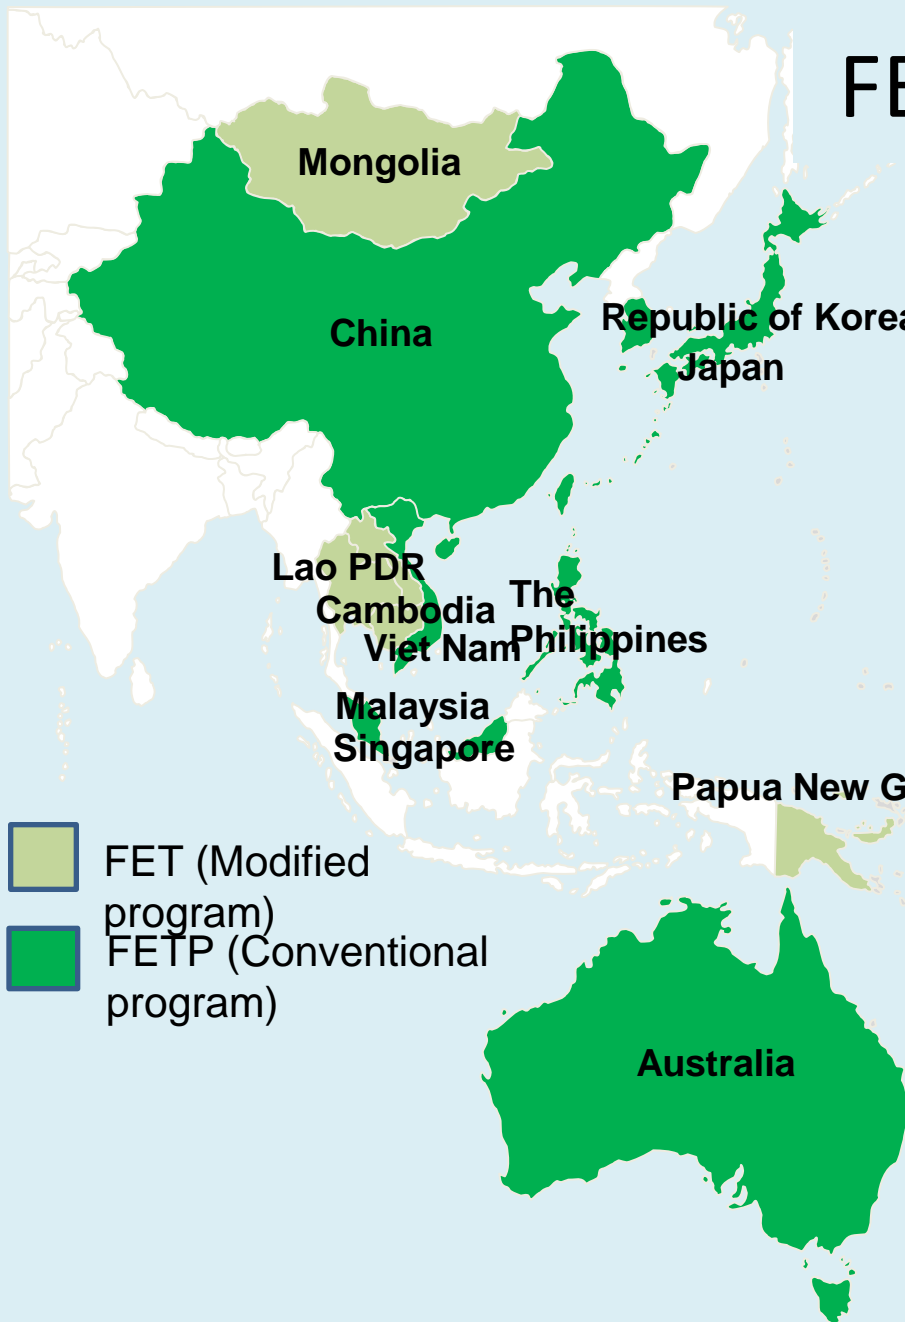 FE
Mongolia
China
Republic of Korea
Japan
Lao PDR
Cambodia
Viet Nam
The
Philippines
Malaysia
Singapore
Papua New G
FET (Modified
program)
FETP (Conventional
program)
Australia